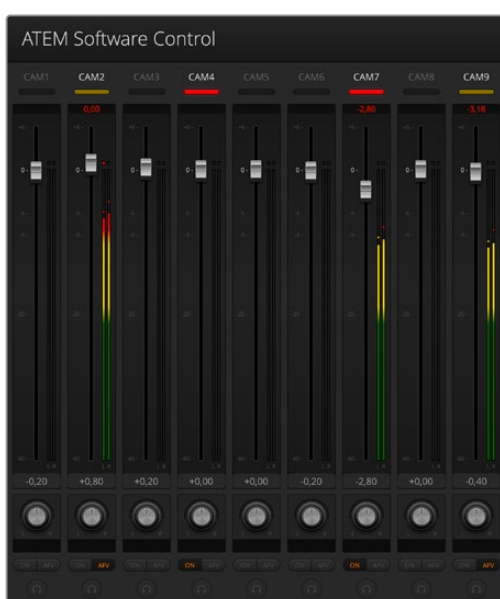 ATEM Software Control
CAM1 CAM2 CAM3 CAM4 CAM5 CAM6 CAM7 CAM8 CAM9
0,00 -2,80 -3,18
-0,20 +0,80 +0,20 +0,00 +0,00 -0,20 -2,80 +0,00 -0,40
ON AFV ON AFV ON AFV ON AFV ON AFV ON AFV ON AFV ON AFV ON AFV